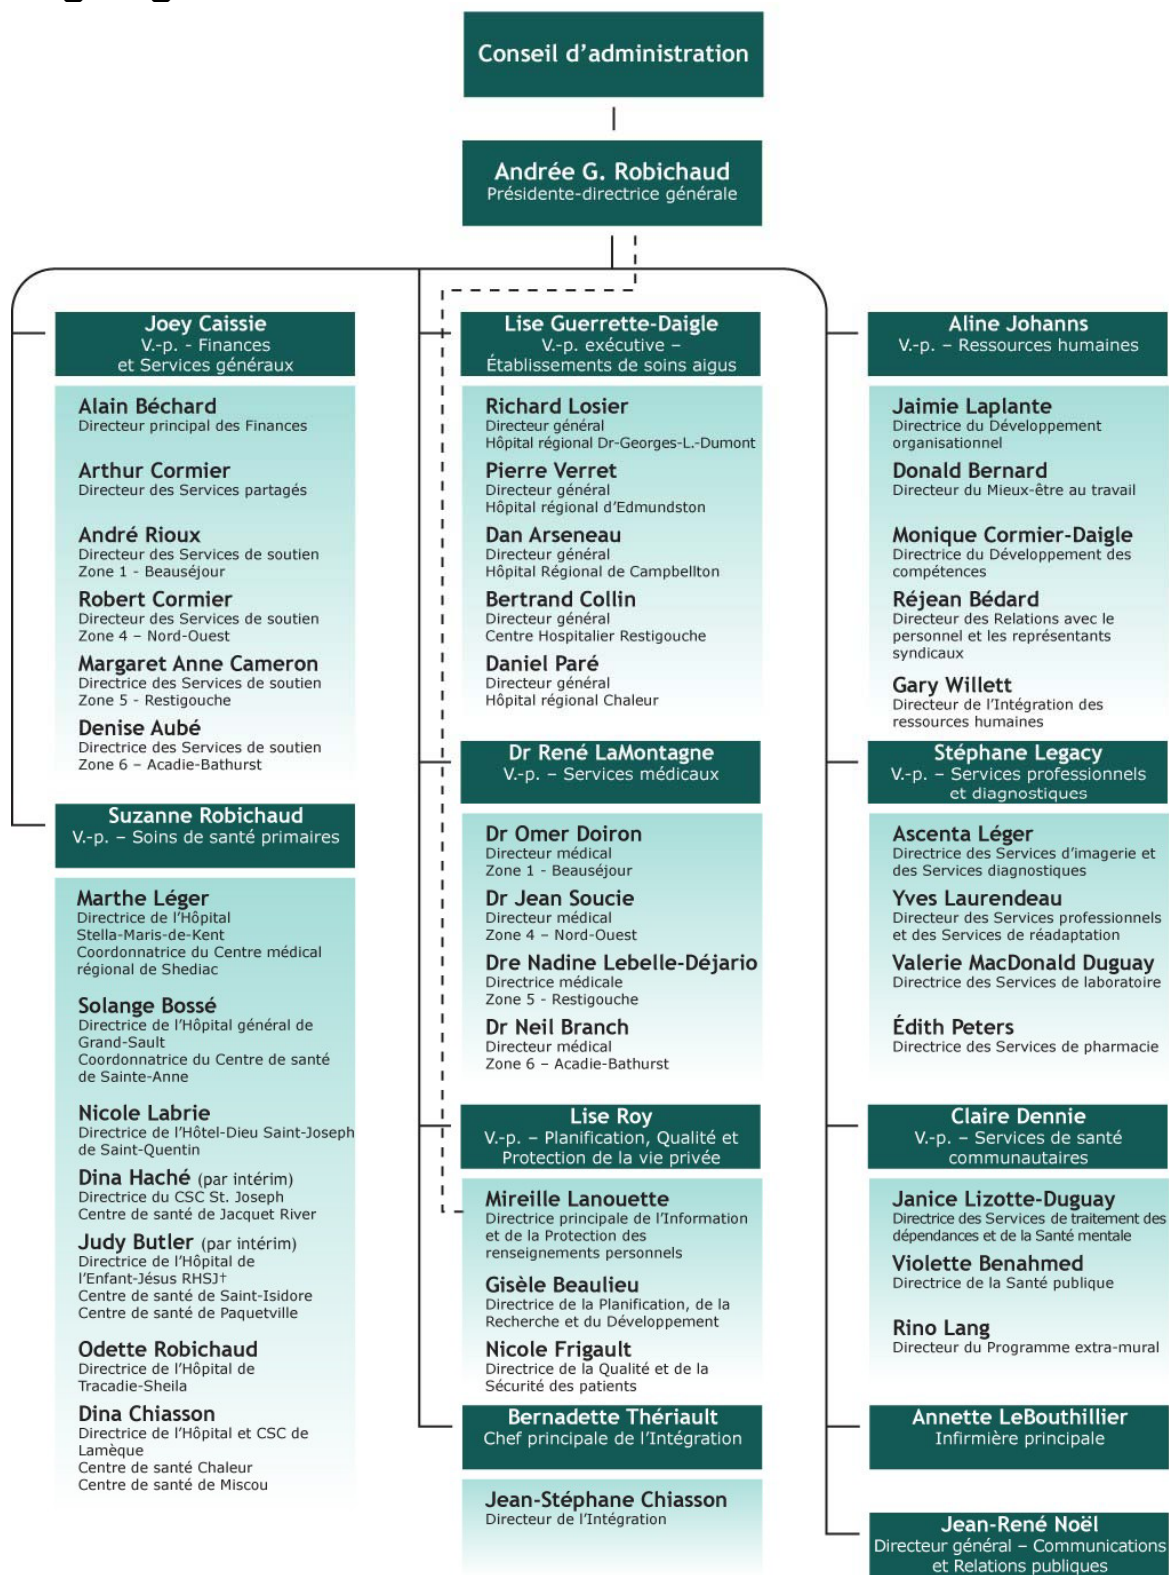 Conseil d’administration
Andrée G. Robichaud
Présidente-directrice générale
Joey Caissie
V.-p. - Finances
et Services généraux
Alain Béchard
Directeur principal des Finances
Arthur Cormier
Directeur des Services partagés
André Rioux
Directeur des Services de soutien
Zone 1 - Beauséjour
Robert Cormier
Directeur des Services de soutien
Zone 4 – Nord-Ouest
Margaret Anne Cameron
Directrice des Services de soutien
Zone 5 - Restigouche
Denise Aubé
Directrice des Services de soutien
Zone 6 – Acadie-Bathurst
Suzanne Robichaud
V.-p. – Soins de santé primaires
Marthe Léger
Directrice de l’Hôpital
Stella-Maris-de-Kent
Coordonnatrice du Centre médical
régional de Shediac
Solange Bossé
Directrice de l’Hôpital général de
Grand-Sault
Coordonnatrice du Centre de santé
de Sainte-Anne
Nicole Labrie
Directrice de l’Hôtel-Dieu Saint-Joseph
de Saint-Quentin
Dina Haché (par intérim)
Directrice du CSC St. Joseph
Centre de santé de Jacquet River
Judy Butler (par intérim)
Directrice de l’Hôpital de
l’Enfant-Jésus RHSJ†
Centre de santé de Saint-Isidore
Centre de santé de Paquetville
Odette Robichaud
Directrice de l’Hôpital de
Tracadie-Sheila
Dina Chiasson
Directrice de l’Hôpital et CSC de
Lamèque
Centre de santé Chaleur
Centre de santé de Miscou
Lise Guerrette-Daigle
V.-p. exécutive –
Établissements de soins aigus
Richard Losier
Directeur général
Hôpital régional Dr-Georges-L.-Dumont
Pierre Verret
Directeur général
Hôpital régional d’Edmundston
Dan Arseneau
Directeur général
Hôpital Régional de Campbellton
Bertrand Collin
Directeur général
Centre Hospitalier Restigouche
Daniel Paré
Directeur général
Hôpital régional Chaleur
Dr René LaMontagne
V.-p. – Services médicaux
Dr Omer Doiron
Directeur médical
Zone 1 - Beauséjour
Dr Jean Soucie
Directeur médical
Zone 4 – Nord-Ouest
Dre Nadine Lebelle-Déjario
Directrice médicale
Zone 5 - Restigouche
Dr Neil Branch
Directeur médical
Zone 6 – Acadie-Bathurst
Lise Roy
V.-p. – Planification, Qualité et
Protection de la vie privée
Mireille Lanouette
Directrice principale de l’Information
et de la Protection des
renseignements personnels
Gisèle Beaulieu
Directrice de la Planification, de la
Recherche et du Développement
Nicole Frigault
Directrice de la Qualité et de la
Sécurité des patients
Bernadette Thériault
Chef principale de l’Intégration
Jean-Stéphane Chiasson
Directeur de l’Intégration
Aline Johanns
V.-p. – Ressources humaines
Jaimie Laplante
Directrice du Développement
organisationnel
Donald Bernard
Directeur du Mieux-être au travail
Monique Cormier-Daigle
Directrice du Développement des
compétences
Réjean Bédard
Directeur des Relations avec le
personnel et les représentants
syndicaux
Gary Willett
Directeur de l’Intégration des
ressources humaines
Stéphane Legacy
V.-p. – Services professionnels
et diagnostiques
Ascenta Léger
Directrice des Services d’imagerie et
des Services diagnostiques
Yves Laurendeau
Directeur des Services professionnels
et des Services de réadaptation
Valerie MacDonald Duguay
Directrice des Services de laboratoire
Édith Peters
Directrice des Services de pharmacie
Claire Dennie
V.-p. – Services de santé
communautaires
Janice Lizotte-Duguay
Directrice des Services de traitement des
dépendances et de la Santé mentale
Violette Benahmed
Directrice de la Santé publique
Rino Lang
Directeur du Programme extra-mural
Annette LeBouthillier
Infirmière principale
Jean-René Noël
Directeur général – Communications
et Relations publiques